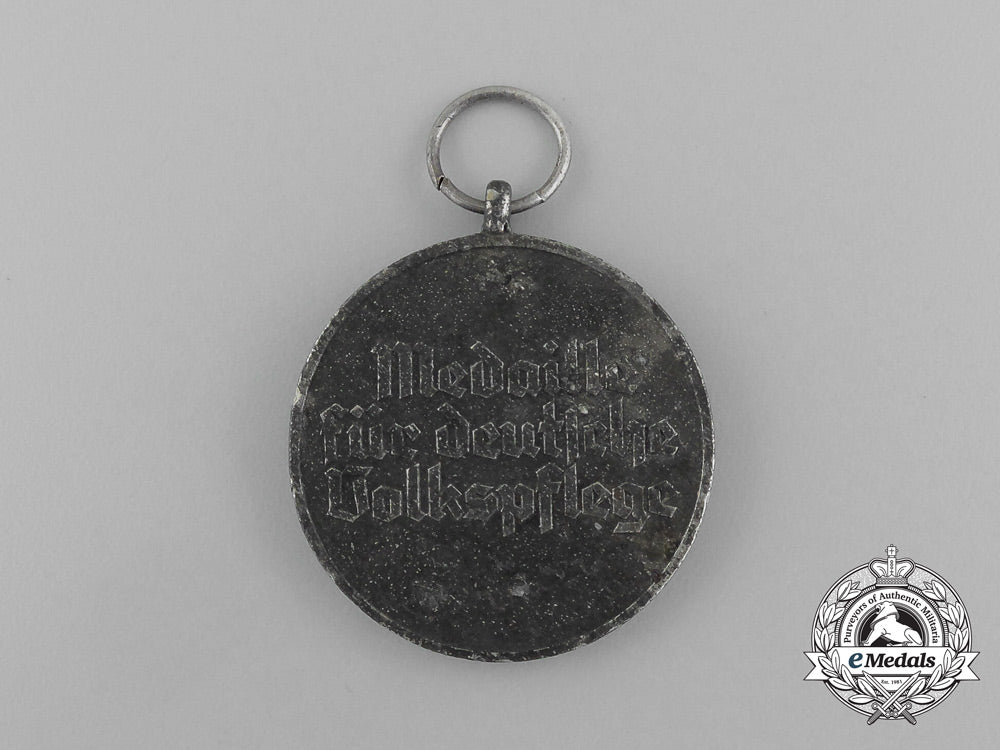 Medaille
für deutsche
Volkspflege
Purveyors of Authentic Militaria
eMedals
Est. 1981